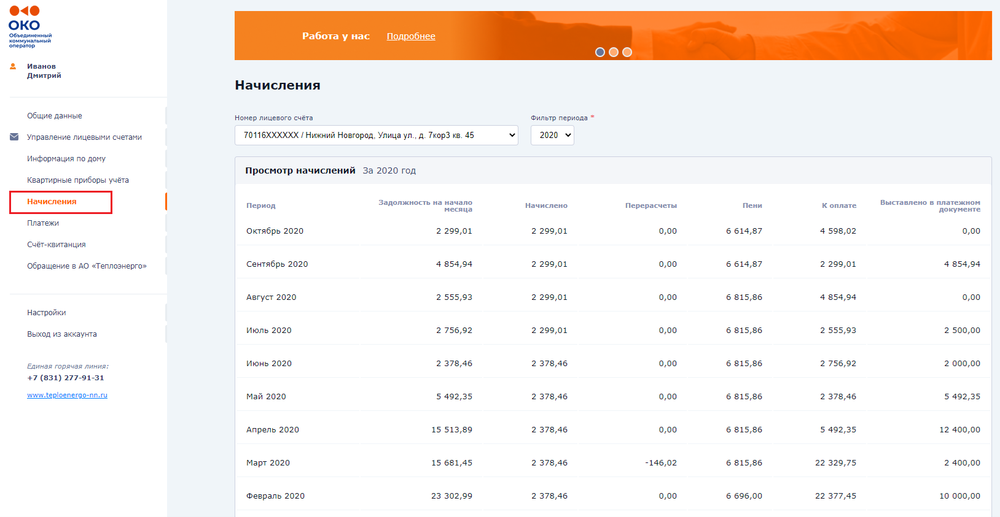 ОКО
Объединенный
коммунальный
оператор
Иванов
Дмитрий
Общие данные
Управление лицевыми счетами
Информация по дому
Квартирные приборы учёта
Начисления
Платежи
Счёт-квитанция
Обращение в АО «Теплоэнерго»
Настройки
Выход из аккаунта
Единая горячая линия:
+7 (831) 277-91-31
www.teploenergo-nn.ru
Работа у нас Подробнее
Начисления
Номер лицевого счёта Фильтр периода *
70116XXXXXX / Нижний Новгород, Улица ул., д. 7кор3 кв. 45 2020
Просмотр начислений За 2020 год
Период Задолжность на начало месяца Начислено Перерасчеты Пени К оплате Выставлено в платежном документе
Октябрь 2020 2 299,01 2 299,01 0,00 6 614,87 4 598,02 0,00
Сентябрь 2020 4 854,94 2 299,01 0,00 6 614,87 2 299,01 4 854,94
Август 2020 2 555,93 2 299,01 0,00 6 815,86 4 854,94 0,00
Июль 2020 2 756,92 2 299,01 0,00 6 815,86 2 555,93 2 500,00
Июнь 2020 2 378,46 2 378,46 0,00 6 815,86 2 756,92 2 000,00
Май 2020 5 492,35 2 378,46 0,00 6 815,86 2 378,46 5 492,35
Апрель 2020 15 513,89 2 378,46 0,00 6 815,86 5 492,35 12 400,00
Март 2020 15 681,45 2 378,46 -146,02 6 815,86 22 329,75 2 400,00
Февраль 2020 23 302,99 2 378,46 0,00 6 696,00 22 377,45 10 000,00